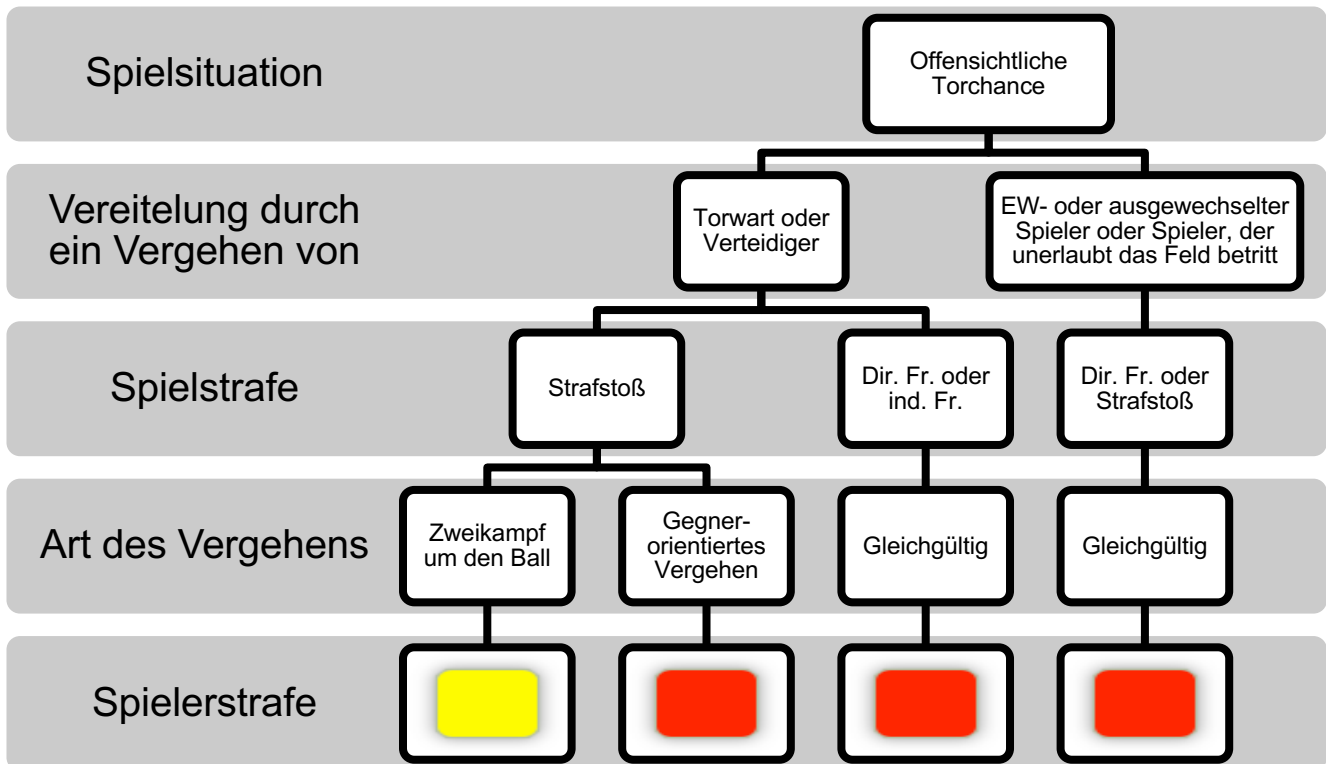 Spielsituation
Offensichtliche
Torchance
Vereitelung durch
ein Vergehen von
Torwart oder
Verteidiger
EW- oder ausgewechselter
Spieler oder Spieler, der
unerlaubt das Feld betritt
Spielstrafe
Strafstoß
Dir. Fr. oder
ind. Fr.
Dir. Fr. oder
Strafstoß
Art des Vergehens
Zweikampf
um den Ball
Gegner-
orientiertes
Vergehen
Gleichgültig
Gleichgültig
Spielerstrafe